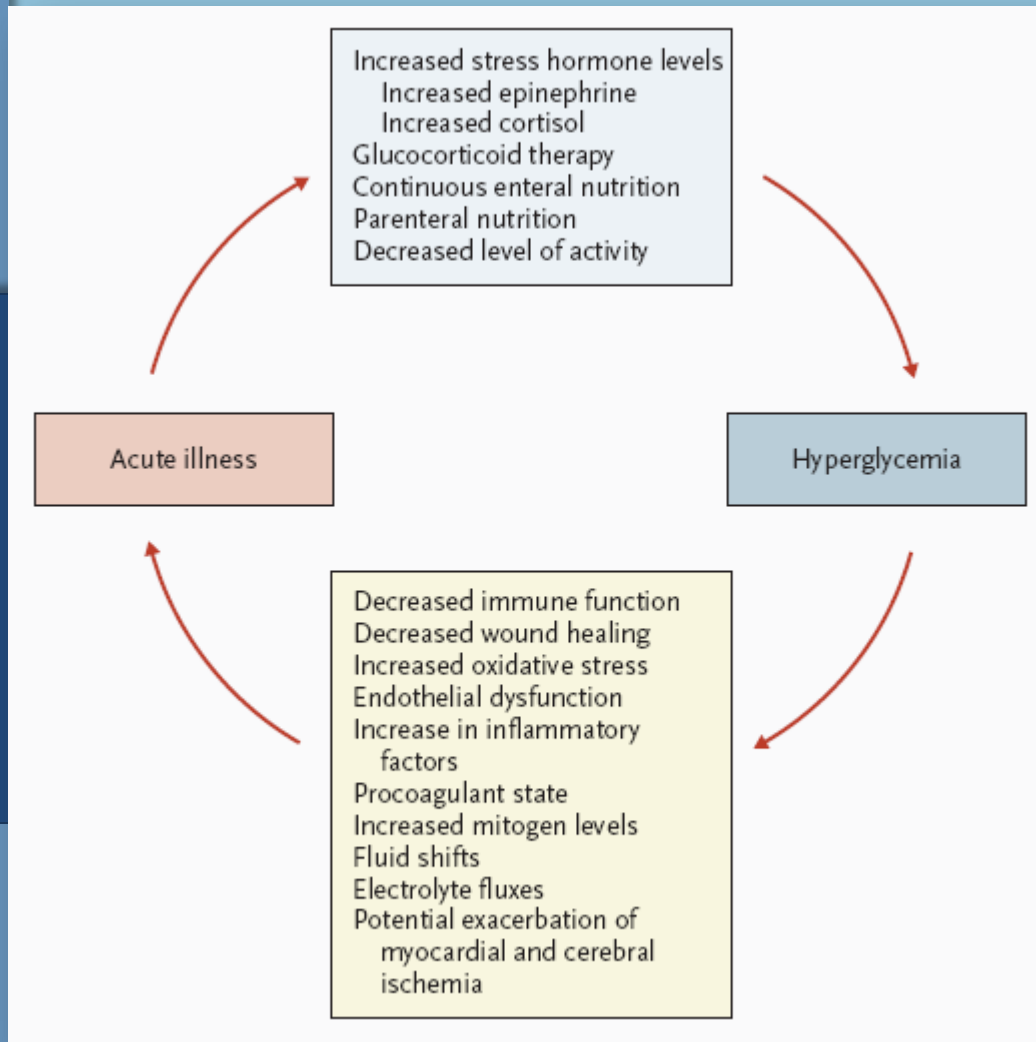 Increased stress hormone levels
Increased epinephrine
Increased cortisol
Glucocorticoid therapy
Continuous enteral nutrition
Parenteral nutrition
Decreased level of activity
Acute illness
Hyperglycemia
Decreased immune function
Decreased wound healing
Increased oxidative stress
Endothelial dysfunction
Increase in inflammatory
factors
Procoagulant state
Increased mitogen levels
Fluid shifts
Electrolyte fluxes
Potential exacerbation of
myocardial and cerebral
ischemia